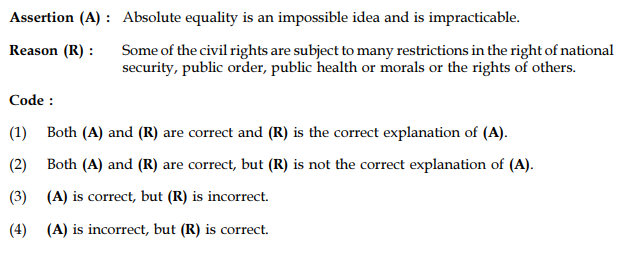 Assertion (A) : Absolute equality is an impossible idea and is impracticable.
Reason (R) : Some of the civil rights are subject to many restrictions in the right of national
security, public order, public health or morals or the rights of others.
Code :
(1) Both (A) and (R) are correct and (R) is the correct explanation of (A).
(2) Both (A) and (R) are correct, but (R) is not the correct explanation of (A).
(3) (A) is correct, but (R) is incorrect.
(4) (A) is incorrect, but (R) is correct.